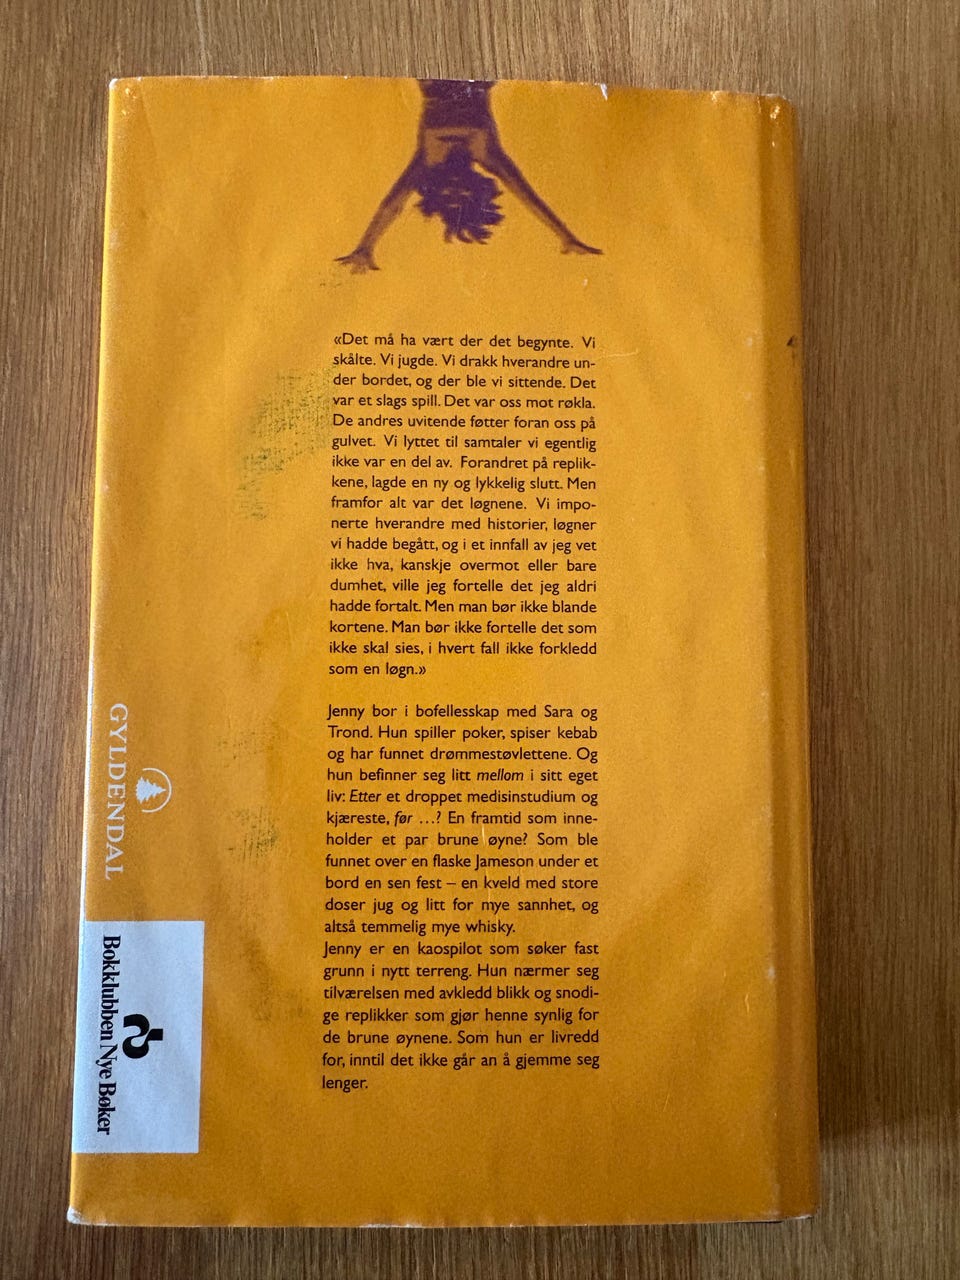 «Det må ha vært der det begynte. Vi
skålte. Vi jugde. Vi drakk hverandre un-
der bordet, og der ble vi sittende. Det
var et slags spill. Det var oss mot røkla.
De andres uvitende føtter foran oss på
gulvet. Vi lyttet til samtaler vi egentlig
ikke var en del av. Forandret på replik-
kene, lagde en ny og lykkelig slutt. Men
framfor alt var det løgnene. Vi impo-
nerte hverandre med historier, løgner
vi hadde begått, og i et innfall av jeg vet
ikke hva, kanskje overmot eller bare
dumhet, ville jeg fortelle det jeg aldri
hadde fortalt. Men man bør ikke blande
kortene. Man bør ikke fortelle det som
ikke skal sies, i hvert fall ikke forkledd
som en løgn.»
Jenny bor i bofellesskap med Sara og
Trond. Hun spiller poker, spiser kebab
og har funnet drømmestøvlettene. Og
hun befinner seg litt mellom i sitt eget
liv: Etter et droppet medisinstudium og
kjæreste, før …? En framtid som inne-
holder et par brune øyne? Som ble
funnet over en flaske Jameson under et
bord en sen fest – en kveld med store
doser jug og litt for mye sannhet, og
altså temmelig mye whisky.
Jenny er en kaospilot som søker fast
grunn i nytt terreng. Hun nærmer seg
tilværelsen med avkledd blikk og snodi-
ge replikker som gjør henne synlig for
de brune øynene. Som hun er livredd
for, inntil det ikke går an å gjemme seg
lenger.
GYLDENDAL
Bokklubben Nye Bøker